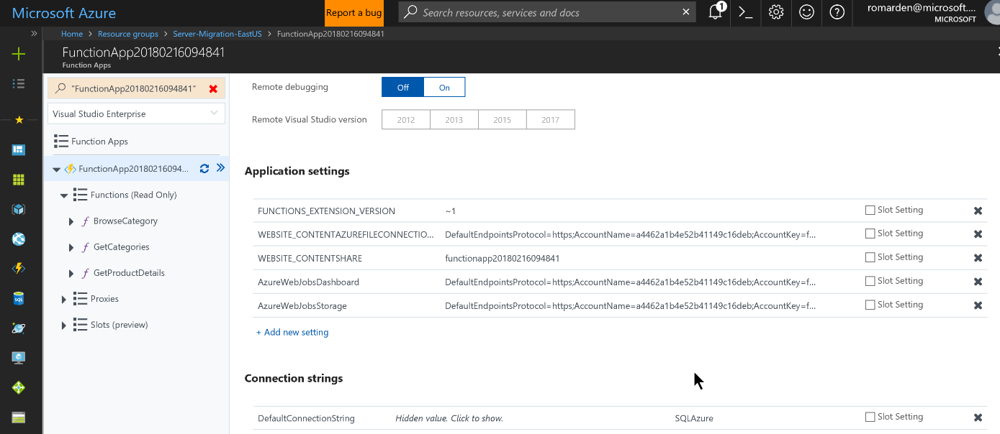 Microsoft Azure
Report a bug
Search resources, services and docs
1
romarden@microsoft....
MICROSOFT
Home > Resource groups > Server-Migration-EastUS > FunctionApp20180216094841
FunctionApp20180216094841
Function Apps
"FunctionApp20180216094841"
Visual Studio Enterprise
Function Apps
FunctionApp20180216094...
Functions (Read Only)
BrowseCategory
GetCategories
GetProductDetails
Proxies
Slots (preview)
SQL
Remote debugging Off On
Remote Visual Studio version 2012 2013 2015 2017
Application settings
FUNCTIONS_EXTENSION_VERSION ~1 Slot Setting
WEBSITE_CONTENTAZUREFILECONNECTIO... DefaultEndpointsProtocol=https;AccountName=a4462a1b4e52b41149c16deb;AccountKey=f... Slot Setting
WEBSITE_CONTENTSHARE functionapp20180216094841 Slot Setting
AzureWebJobsDashboard DefaultEndpointsProtocol=https;AccountName=a4462a1b4e52b41149c16deb;AccountKey=f... Slot Setting
AzureWebJobsStorage DefaultEndpointsProtocol=https;AccountName=a4462a1b4e52b41149c16deb;AccountKey=f... Slot Setting
+ Add new setting
Connection strings
DefaultConnectionString Hidden value. Click to show. SQLAzure Slot Setting